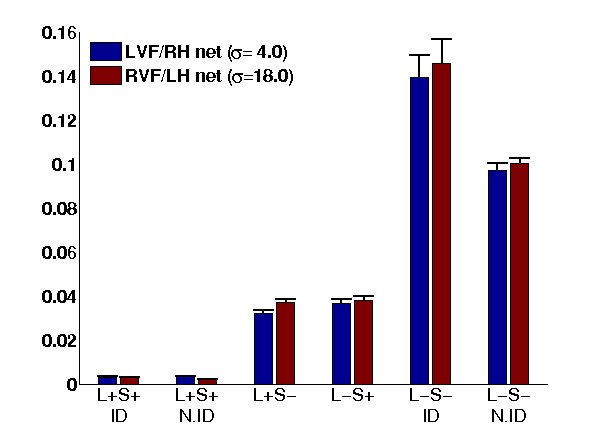 0.16
LVF/RH net (σ= 4.0)
RVF/LH net (σ=18.0)
0.14
0.12
0.1
0.08
0.06
0.04
0.02
0
L+S+ L+S+ L+S− L−S+ L−S− L−S−
ID N.ID ID N.ID